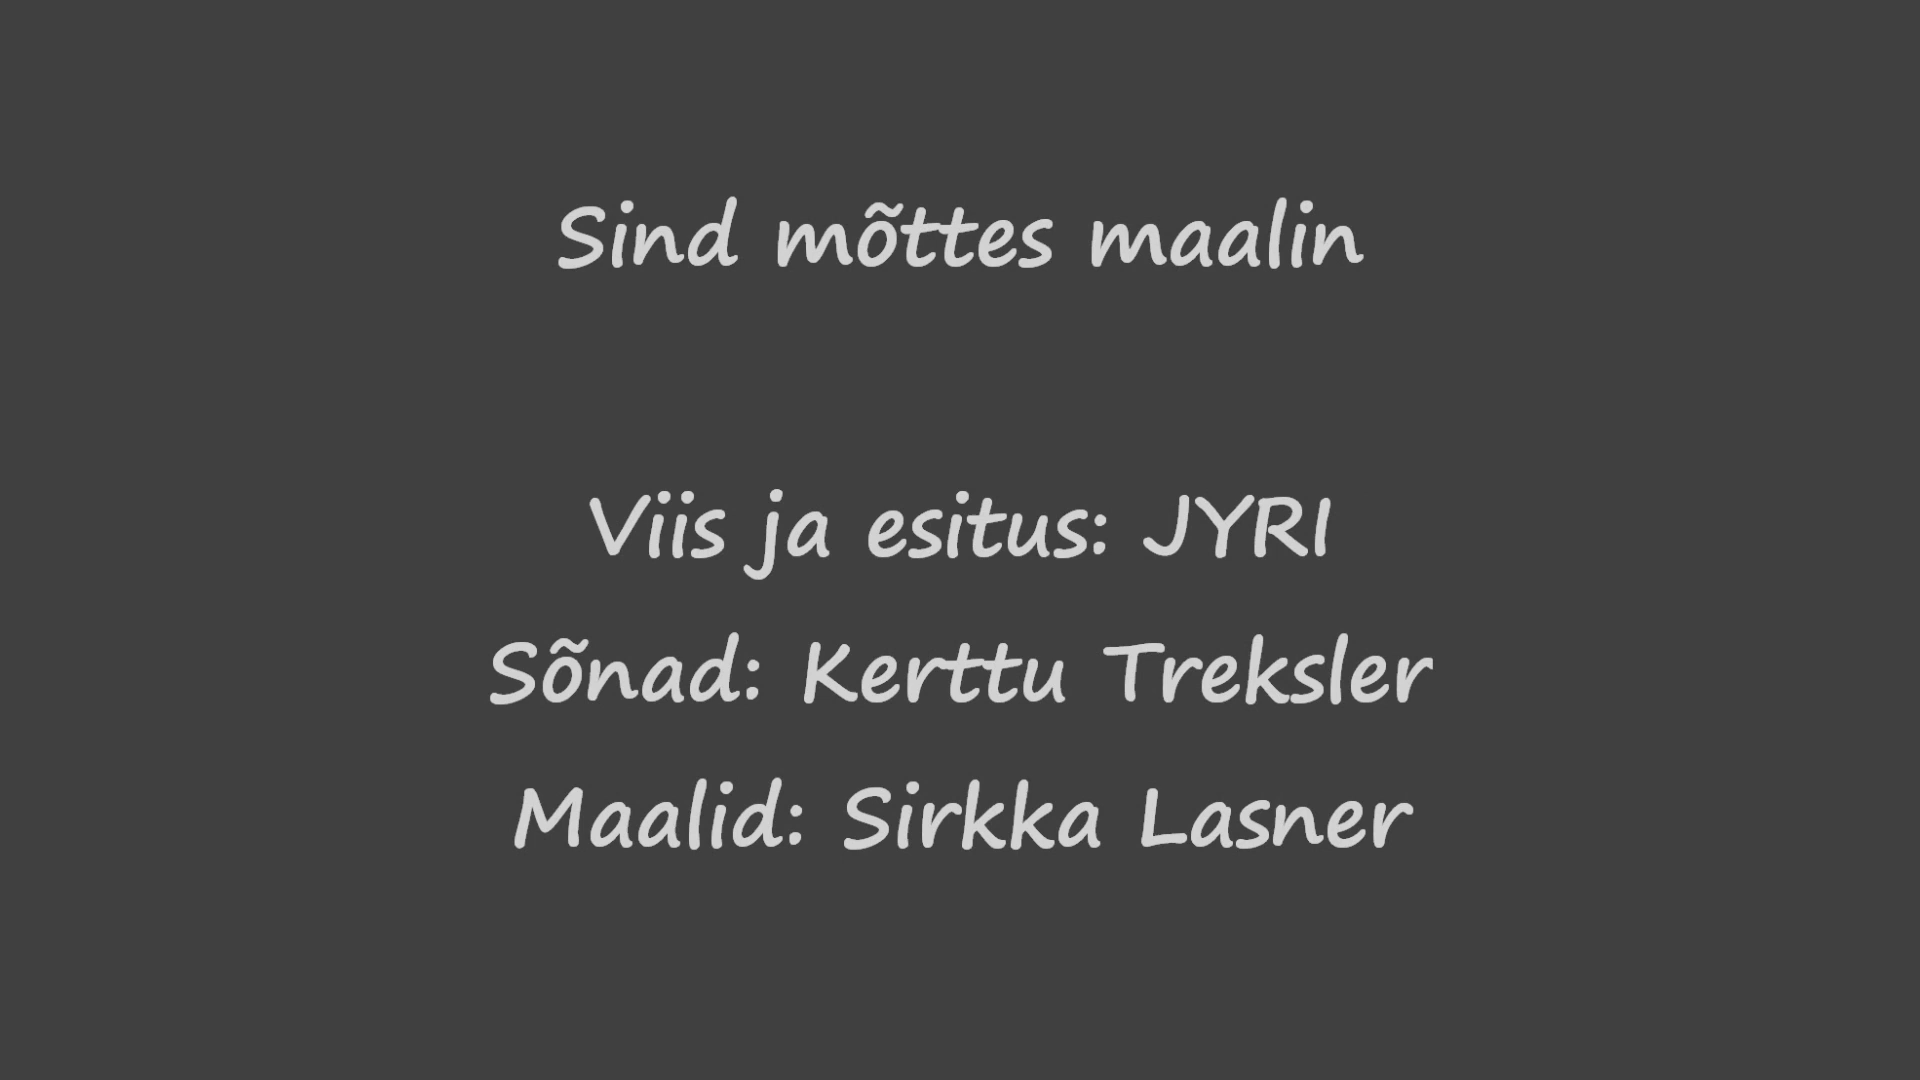 Sind mõttes maalin
Viis ja esitus: JYRI
Sõnad: Kerttu Treksler
Maalid: Sirkka Lasner